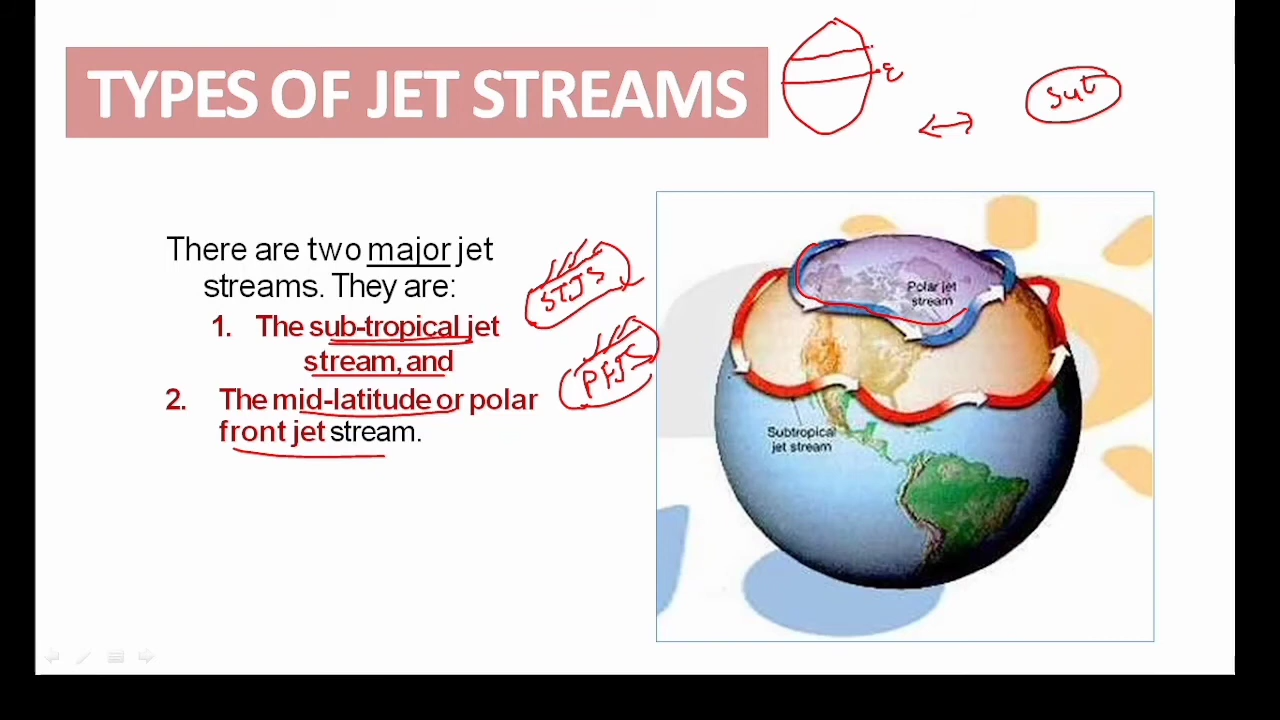 TYPES OF JET STREAMS
E
Sut
There are two major jet
streams. They are:
1. The sub-tropical jet
stream, and
2. The mid-latitude or polar
front jet stream.
STJS
PFJS
Polar jet
stream
Subtropical
jet stream